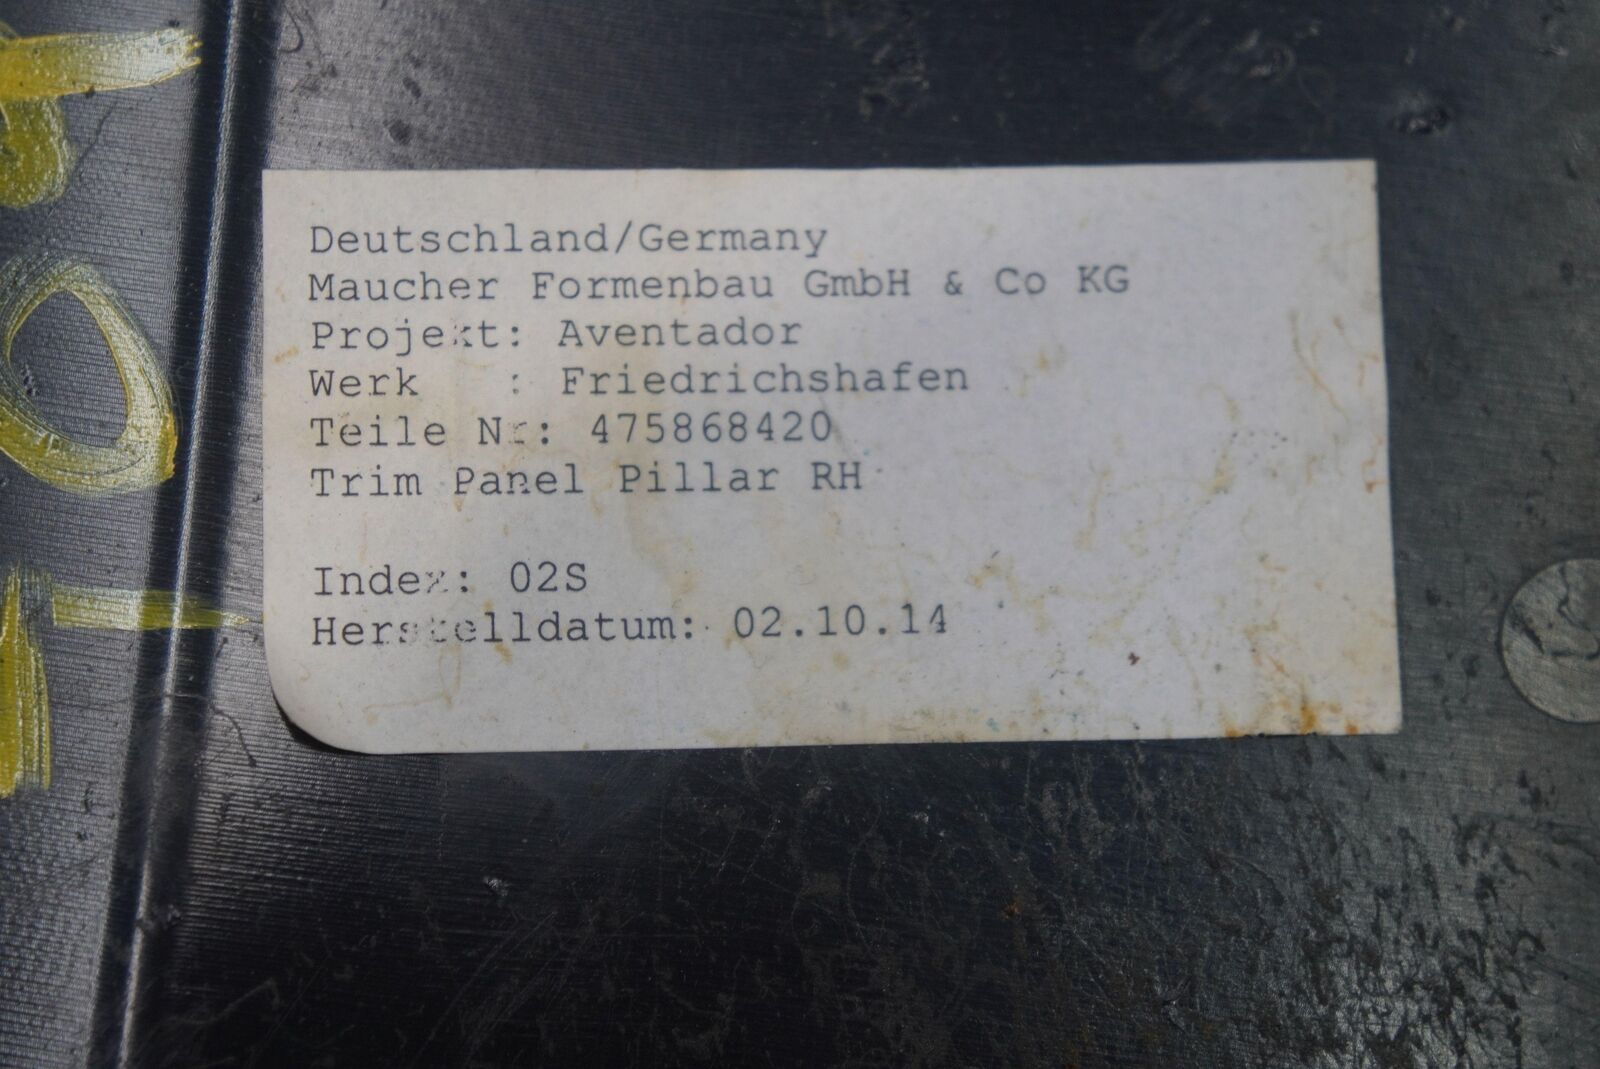 Deutschland/Germany
Maucher Formenbau GmbH & Co KG
Projekt: Aventador
Werk   : Friedrichshafen
Teile Nr: 475868420
Trim Panel Pillar RH
Index: 02S
Herstelldatum: 02.10.14